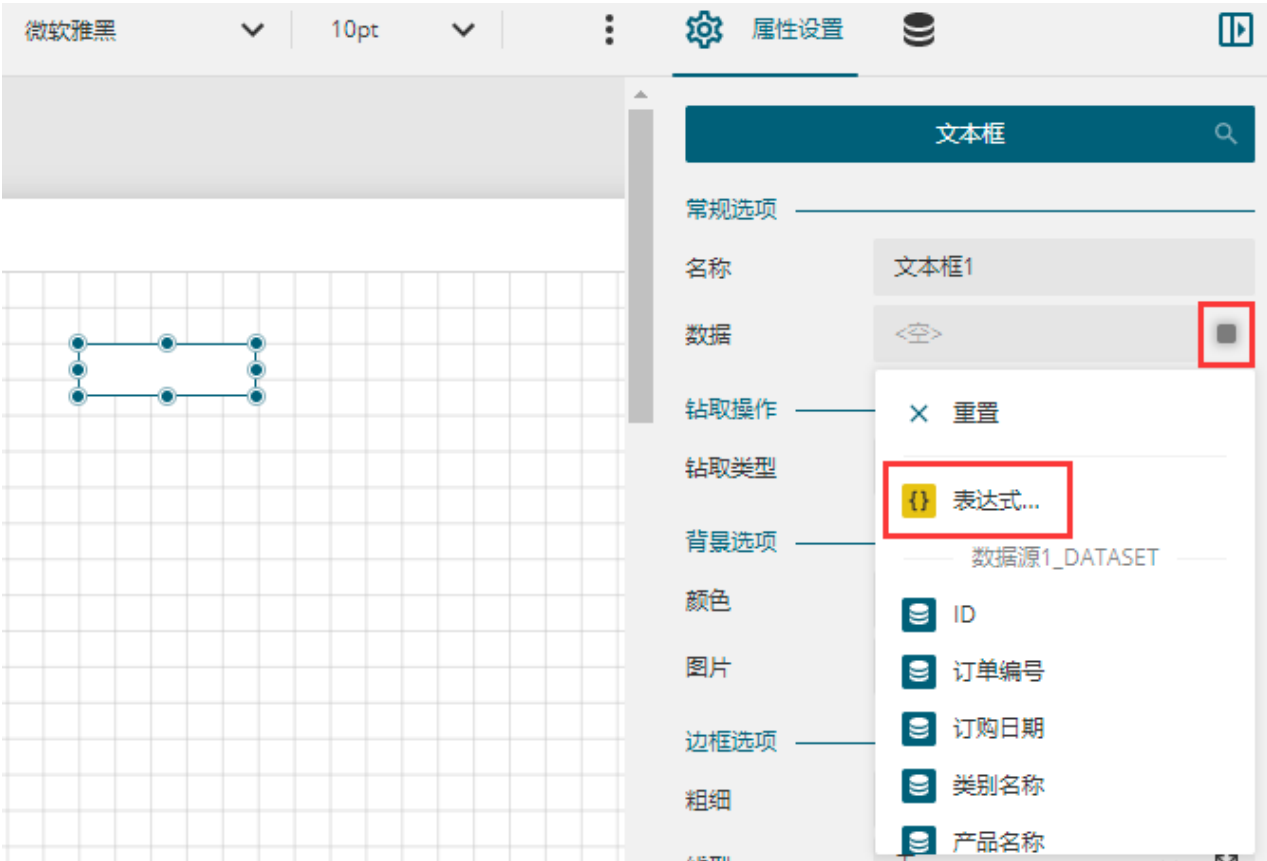 微软雅黑
10pt
属性设置
文本框
常规选项
名称
文本框1
数据
<空>
钻取操作
重置
钻取类型
{} 表达式...
背景选项
数据源1_DATASET
颜色
ID
图片
订单编号
订购日期
边框选项
类别名称
粗细
产品名称